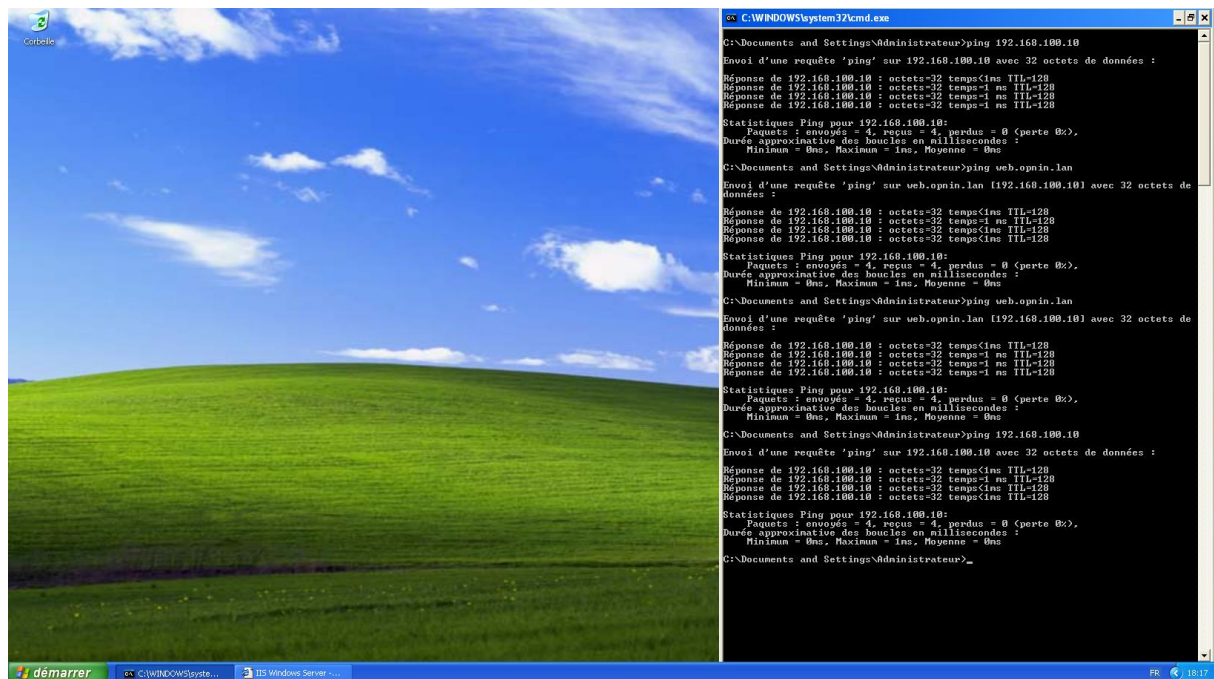 Corbeille
C:\WINDOWS\system32\cmd.exe
C:\Documents and Settings\Administrateur>ping 192.168.100.10
Envoi d'une requête 'ping' sur 192.168.100.10 avec 32 octets de données :
Réponse de 192.168.100.10 : octets=32 temps<1ms TTL=128
Réponse de 192.168.100.10 : octets=32 temps=1 ms TTL=128
Réponse de 192.168.100.10 : octets=32 temps=1 ms TTL=128
Réponse de 192.168.100.10 : octets=32 temps<1ms TTL=128
Statistiques Ping pour 192.168.100.10:
Paquets : envoyés = 4, reçus = 4, perdus = 0 (perte 0%),
Durée approximative des boucles en millisecondes :
Minimum = 0ms, Maximum = 1ms, Moyenne = 0ms
C:\Documents and Settings\Administrateur>ping web.opnin.lan
Envoi d'une requête 'ping' sur web.opnin.lan [192.168.100.10] avec 32 octets de
données :
Réponse de 192.168.100.10 : octets=32 temps<1ms TTL=128
Réponse de 192.168.100.10 : octets=32 temps=1 ms TTL=128
Réponse de 192.168.100.10 : octets=32 temps<1ms TTL=128
Réponse de 192.168.100.10 : octets=32 temps<1ms TTL=128
Statistiques Ping pour 192.168.100.10:
Paquets : envoyés = 4, reçus = 4, perdus = 0 (perte 0%),
Durée approximative des boucles en millisecondes :
Minimum = 0ms, Maximum = 1ms, Moyenne = 0ms
C:\Documents and Settings\Administrateur>ping web.opnin.lan
Envoi d'une requête 'ping' sur web.opnin.lan [192.168.100.10] avec 32 octets de
données :
Réponse de 192.168.100.10 : octets=32 temps<1ms TTL=128
Réponse de 192.168.100.10 : octets=32 temps=1 ms TTL=128
Réponse de 192.168.100.10 : octets=32 temps=1 ms TTL=128
Réponse de 192.168.100.10 : octets=32 temps=1 ms TTL=128
Statistiques Ping pour 192.168.100.10:
Paquets : envoyés = 4, reçus = 4, perdus = 0 (perte 0%),
Durée approximative des boucles en millisecondes :
Minimum = 0ms, Maximum = 1ms, Moyenne = 0ms
C:\Documents and Settings\Administrateur>ping 192.168.100.10
Envoi d'une requête 'ping' sur 192.168.100.10 avec 32 octets de données :
Réponse de 192.168.100.10 : octets=32 temps<1ms TTL=128
Réponse de 192.168.100.10 : octets=32 temps=1 ms TTL=128
Réponse de 192.168.100.10 : octets=32 temps<1ms TTL=128
Réponse de 192.168.100.10 : octets=32 temps<1ms TTL=128
Statistiques Ping pour 192.168.100.10:
Paquets : envoyés = 4, reçus = 4, perdus = 0 (perte 0%),
Durée approximative des boucles en millisecondes :
Minimum = 0ms, Maximum = 1ms, Moyenne = 0ms
C:\Documents and Settings\Administrateur>_
démarrer C:\WINDOWS\syste... IIS Windows Server -... FR 18:17